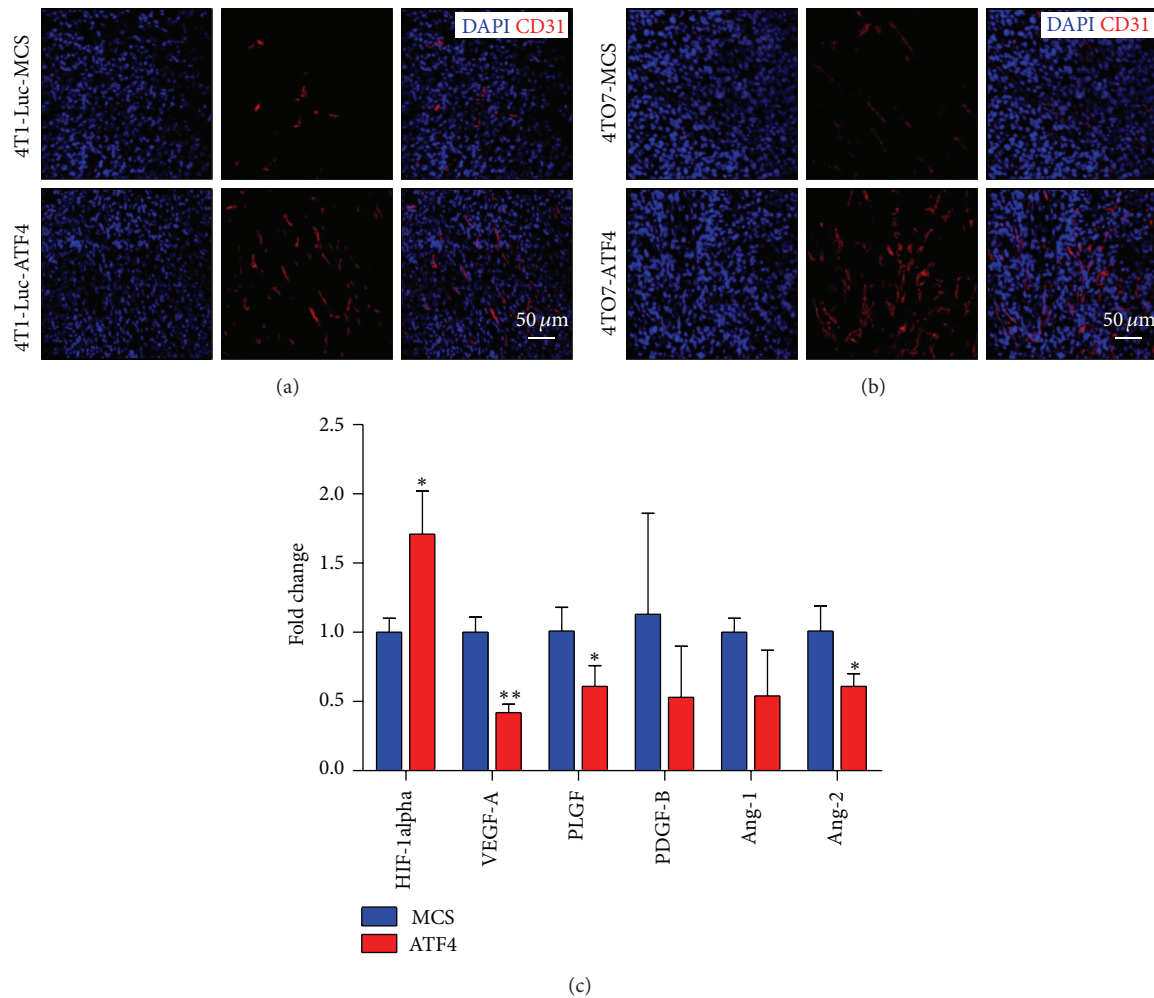 4T1-Luc-MCS
DAPI CD31
4T1-Luc-ATF4
50 μm
(a)
4TO7-MCS
DAPI CD31
4TO7-ATF4
50 μm
(b)
2.5
2.0
1.5
1.0
0.5
0.0
Fold change
*
**
*
*
HIF-1alpha
VEGF-A
PLGF
PDGF-B
Ang-1
Ang-2
MCS
ATF4
(c)